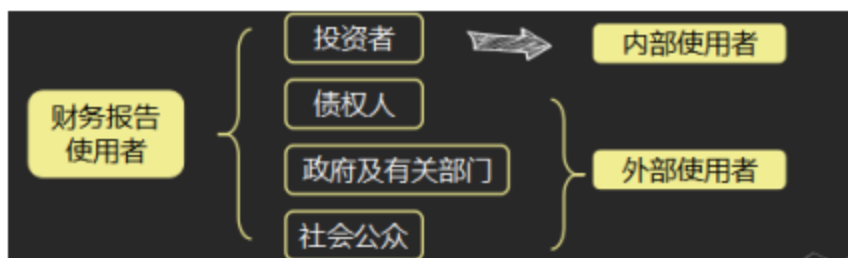 投资者
内部使用者
债权人
财务报告
使用者
政府及有关部门
外部使用者
社会公众